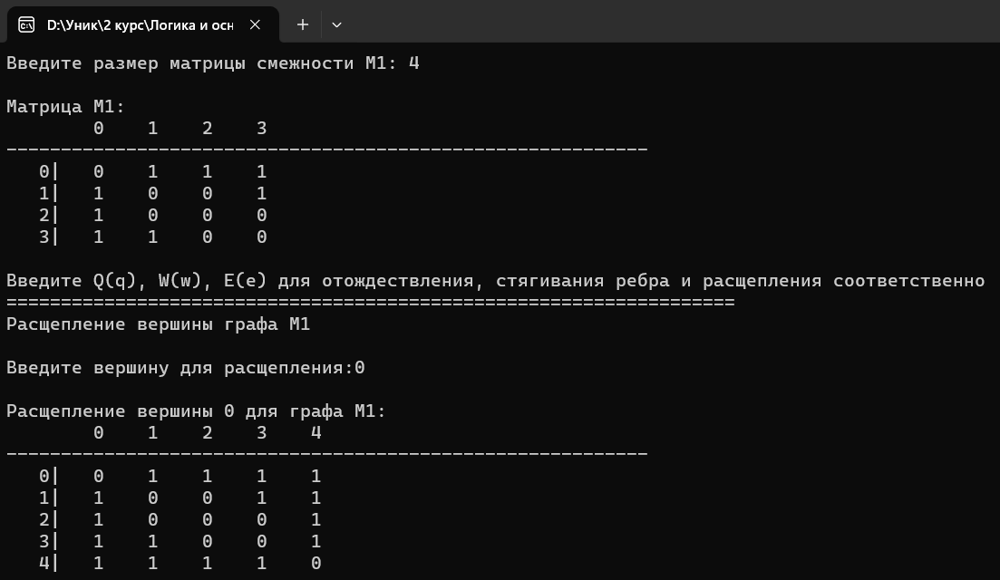 D:\Уник\2 курс\Логика и осн
Введите размер матрицы смежности M1: 4
Матрица M1:
0 1 2 3
-----------------------------------------------------------
0| 0 1 1 1
1| 1 0 0 1
2| 1 0 0 0
3| 1 1 0 0
Введите Q(q), W(w), E(e) для отождествления, стягивания ребра и расщепления соответственно
===================================================================
Расщепление вершины графа M1
Введите вершину для расщепления:0
Расщепление вершины 0 для графа M1:
0 1 2 3 4
-----------------------------------------------------------
0| 0 1 1 1 1
1| 1 0 0 1 1
2| 1 0 0 0 1
3| 1 1 0 0 1
4| 1 1 1 1 0